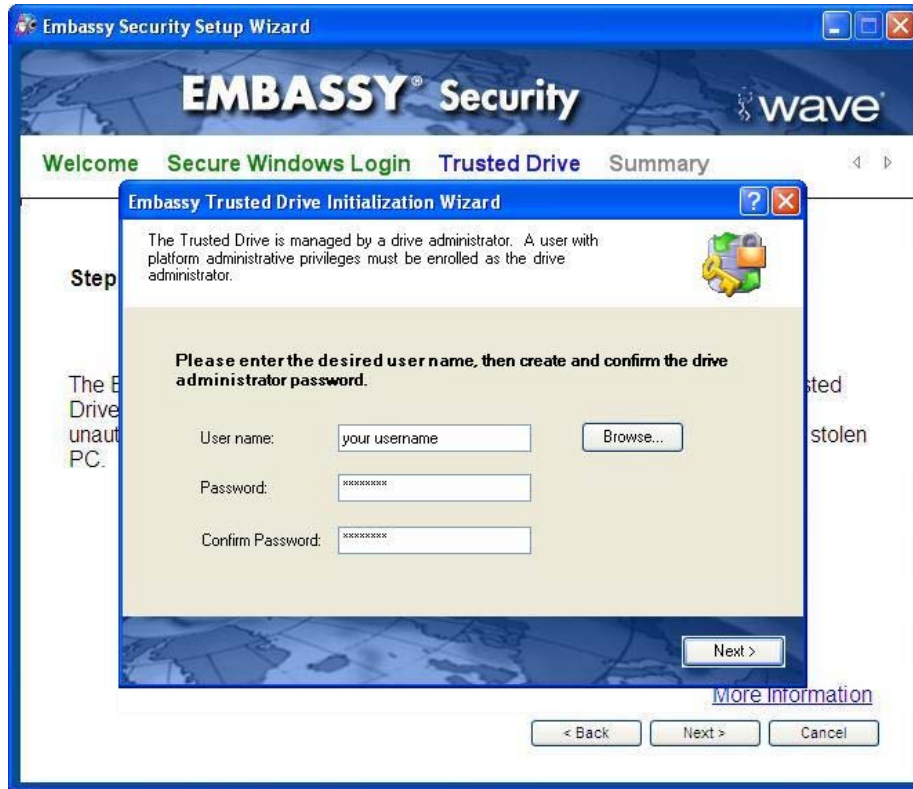 Embassy Security Setup Wizard
EMBASSY® Security
wave
Welcome Secure Windows Login Trusted Drive Summary
Embassy Trusted Drive Initialization Wizard
The Trusted Drive is managed by a drive administrator. A user with
platform administrative privileges must be enrolled as the drive
administrator.
Step
Please enter the desired user name, then create and confirm the drive
administrator password.
The E
sted
Drive
User name: your username Browse...
unaut
stolen
PC.
Password: xxxxxxxx
Confirm Password: xxxxxxxx
Next >
More Information
< Back Next > Cancel